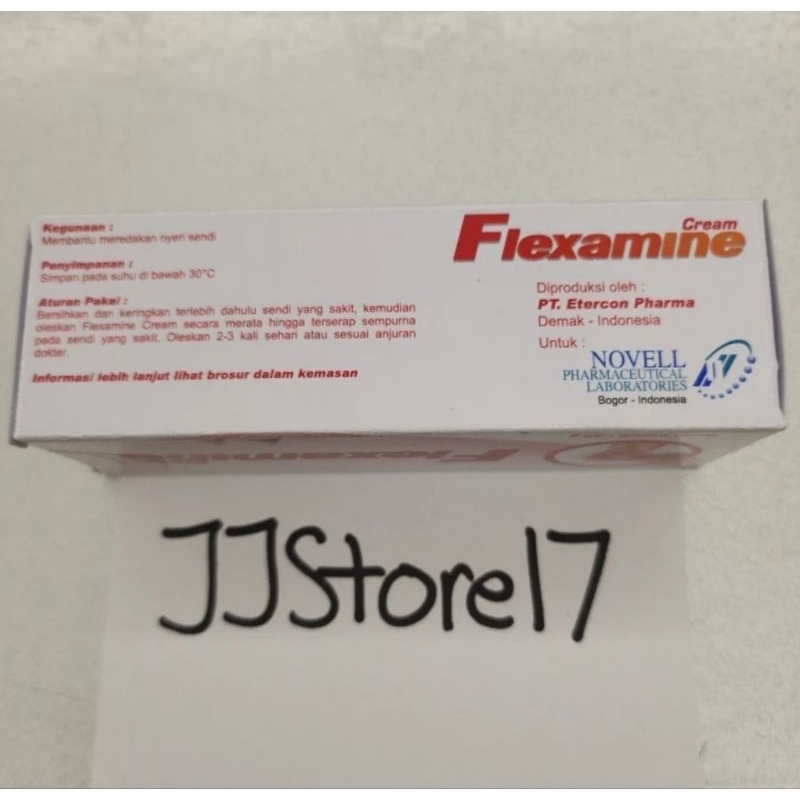 Kegunaan :
Membantu meredakan nyeri sendi
Penyimpanan :
Simpan pada suhu di bawah 30°C
Aturan Pakai :
Bersihkan dan keringkan terlebih dahulu sendi yang sakit, kemudian
oleskan Flexamine Cream secara merata hingga terserap sempurna
pada sendi yang sakit. Oleskan 2-3 kali sehari atau sesuai anjuran
dokter.
Informasi lebih lanjut lihat brosur dalam kemasan
Cream
Flexamine
Diproduksi oleh :
PT. Etercon Pharma
Demak - Indonesia
Untuk :
NOVELL
PHARMACEUTICAL
LABORATORIES
Bogor - Indonesia
Flexamine
JJStore17